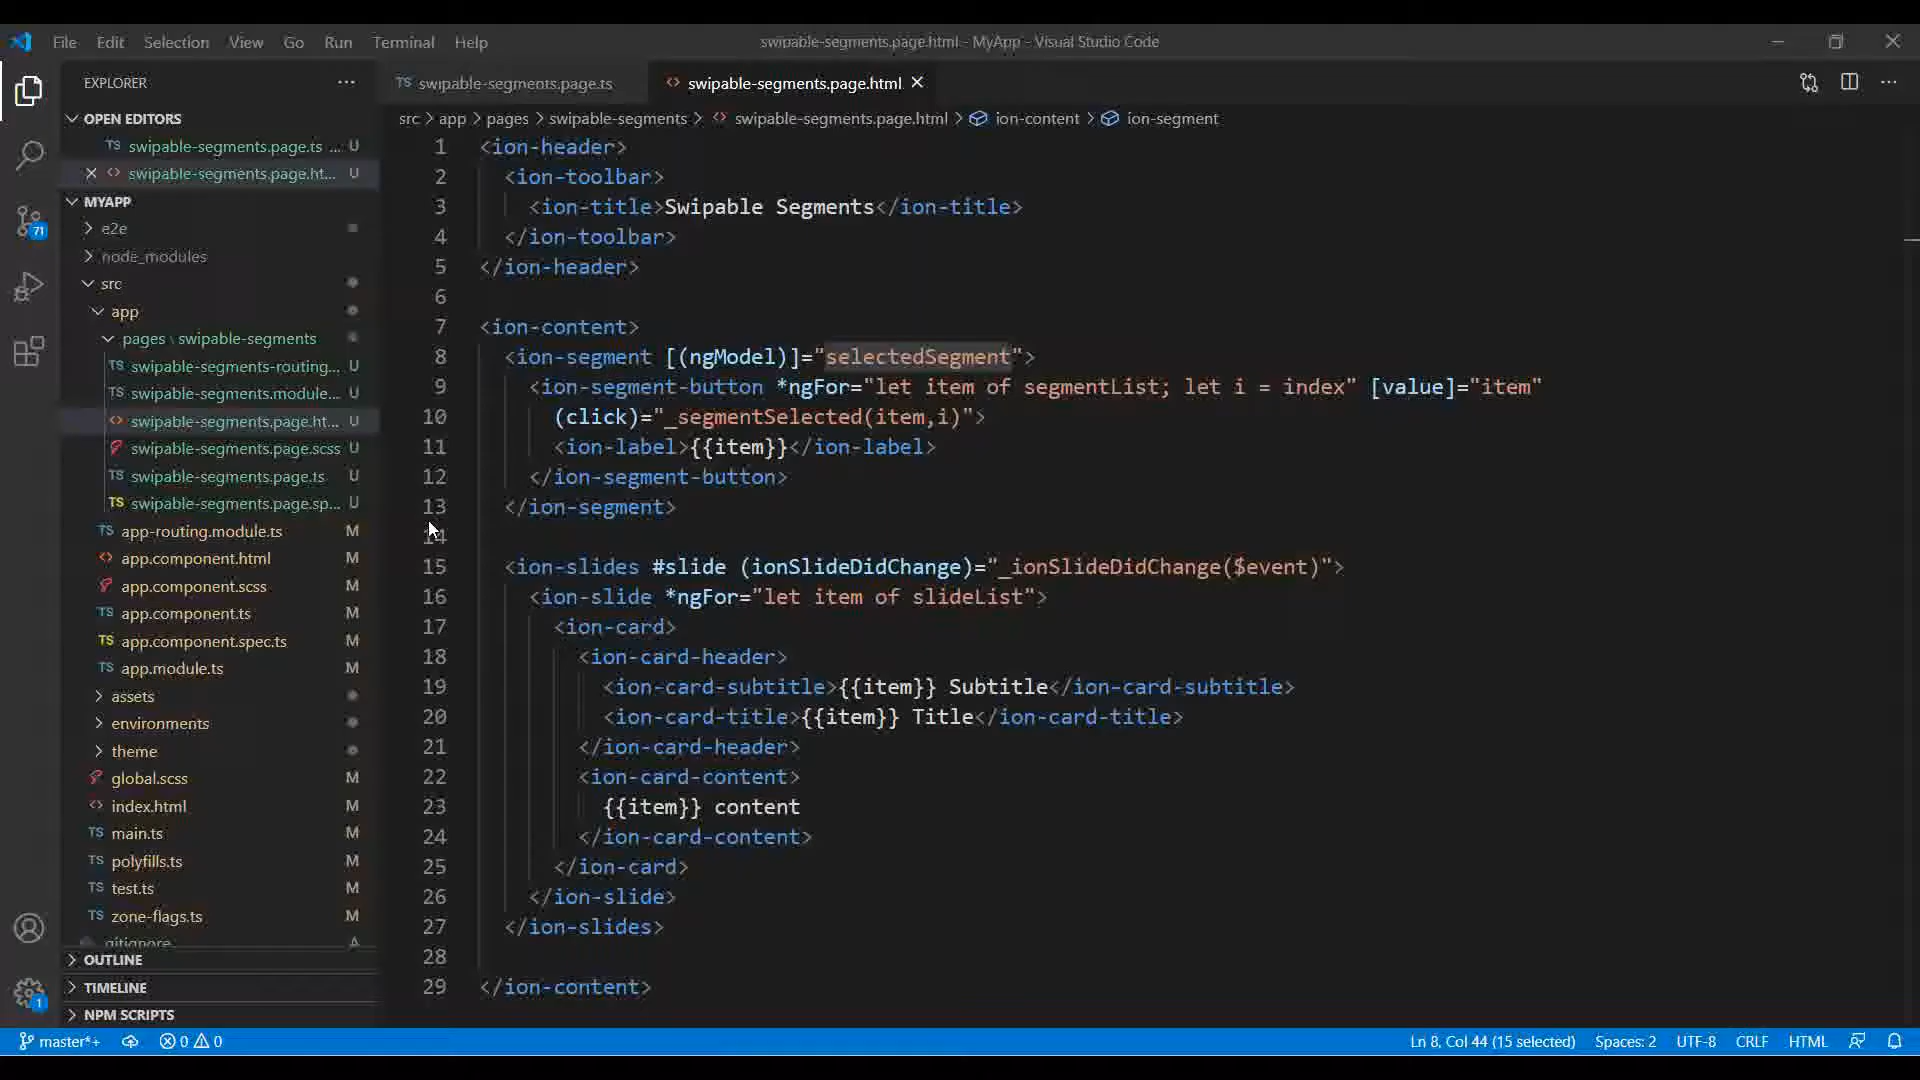 File Edit Selection View Go Run Terminal Help
swipable-segments.page.html - MyApp - Visual Studio Code
EXPLORER
OPEN EDITORS
TS swipable-segments.page.ts ... U
swipable-segments.page.ht... U
MYAPP
e2e
node_modules
src
app
pages \ swipable-segments
TS swipable-segments-routing... U
TS swipable-segments.module... U
swipable-segments.page.ht... U
swipable-segments.page.scss U
TS swipable-segments.page.ts U
TS swipable-segments.page.sp... U
TS app-routing.module.ts M
app.component.html M
app.component.scss M
TS app.component.ts M
TS app.component.spec.ts M
TS app.module.ts M
assets
environments
theme
global.scss M
index.html M
TS main.ts M
TS polyfills.ts M
TS test.ts M
TS zone-flags.ts M
.gitignore A
OUTLINE
TIMELINE
NPM SCRIPTS
71
1
TS swipable-segments.page.ts
swipable-segments.page.html
src > app > pages > swipable-segments > swipable-segments.page.html > ion-content > ion-segment
1 <ion-header>
2 <ion-toolbar>
3 <ion-title>Swipable Segments</ion-title>
4 </ion-toolbar>
5 </ion-header>
6
7 <ion-content>
8 <ion-segment [(ngModel)]="selectedSegment">
9 <ion-segment-button *ngFor="let item of segmentList; let i = index" [value]="item"
10 (click)="_segmentSelected(item,i)">
11 <ion-label>{{item}}</ion-label>
12 </ion-segment-button>
13 </ion-segment>
14
15 <ion-slides #slide (ionSlideDidChange)="_ionSlideDidChange($event)">
16 <ion-slide *ngFor="let item of slideList">
17 <ion-card>
18 <ion-card-header>
19 <ion-card-subtitle>{{item}} Subtitle</ion-card-subtitle>
20 <ion-card-title>{{item}} Title</ion-card-title>
21 </ion-card-header>
22 <ion-card-content>
23 {{item}} content
24 </ion-card-content>
25 </ion-card>
26 </ion-slide>
27 </ion-slides>
28
29 </ion-content>
master*+ 0 0 Ln 8, Col 44 (15 selected) Spaces: 2 UTF-8 CRLF HTML